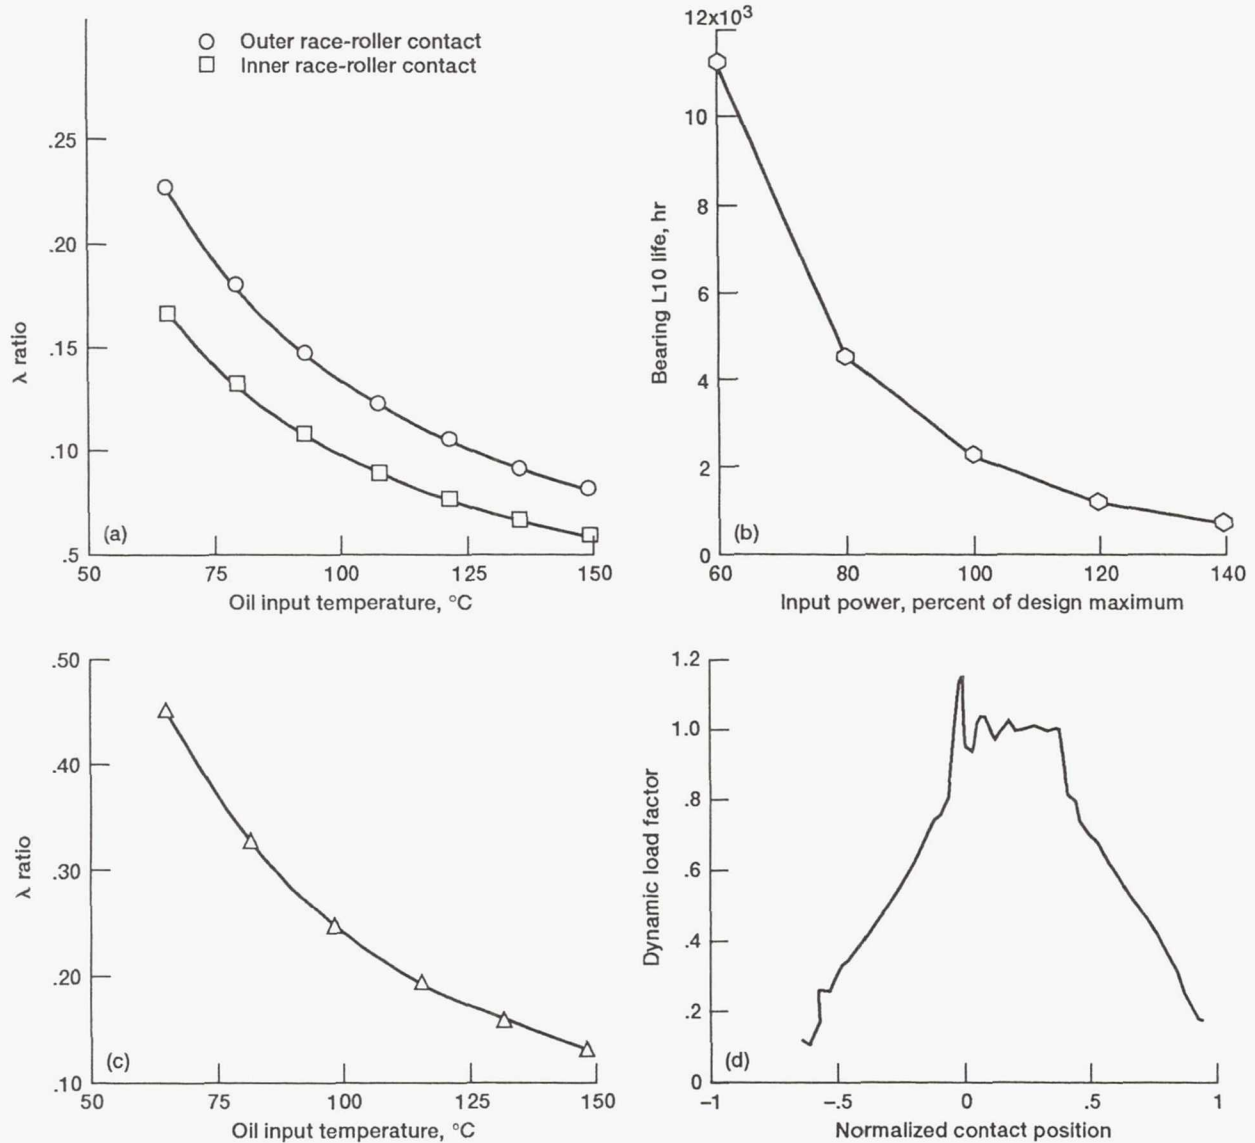 Outer race-roller contact
Inner race-roller contact
.25
.20
.15
.10
.5
λ ratio
(a)
50 75 100 125 150
Oil input temperature, °C
12x10³
10
8
6
4
2
0
Bearing L10 life, hr
(b)
60 80 100 120 140
Input power, percent of design maximum
.50
.40
.30
.20
.10
λ ratio
(c)
50 75 100 125 150
Oil input temperature, °C
1.2
1.0
.8
.6
.4
.2
0
Dynamic load factor
(d)
–1 –.5 0 .5 1
Normalized contact position